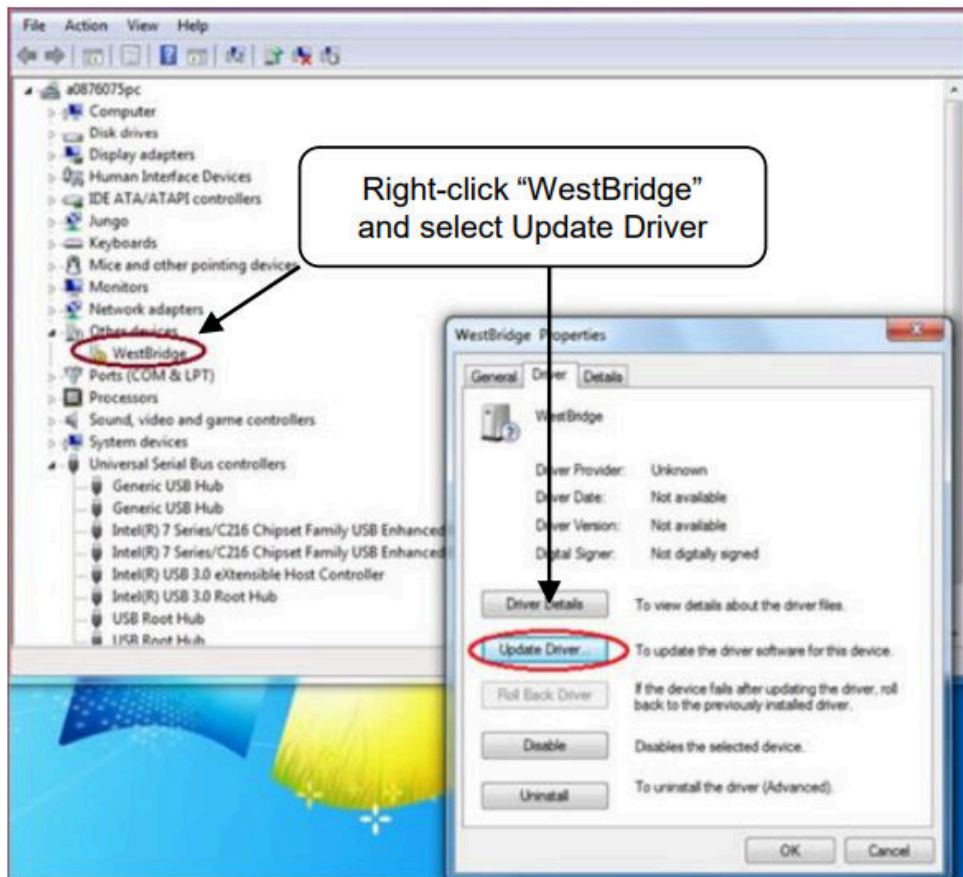 File Action View Help
a0876075pc
Computer
Disk drives
Display adapters
Human Interface Devices
IDE ATA/ATAPI controllers
Jungo
Keyboards
Mice and other pointing devices
Monitors
Network adapters
Other devices
WestBridge
Ports (COM & LPT)
Processors
Sound, video and game controllers
System devices
Universal Serial Bus controllers
Generic USB Hub
Generic USB Hub
Intel(R) 7 Series/C216 Chipset Family USB Enhanced
Intel(R) 7 Series/C216 Chipset Family USB Enhanced
Intel(R) USB 3.0 eXtensible Host Controller
Intel(R) USB 3.0 Root Hub
USB Root Hub
USB Root Hub
Right-click “WestBridge”
and select Update Driver
WestBridge Properties
General Driver Details
WestBridge
Driver Provider: Unknown
Driver Date: Not available
Driver Version: Not available
Digital Signer: Not digitally signed
Driver Details To view details about the driver files.
Update Driver... To update the driver software for this device.
Roll Back Driver If the device fails after updating the driver, roll
back to the previously installed driver.
Disable Disables the selected device.
Uninstall To uninstall the driver (Advanced).
OK Cancel